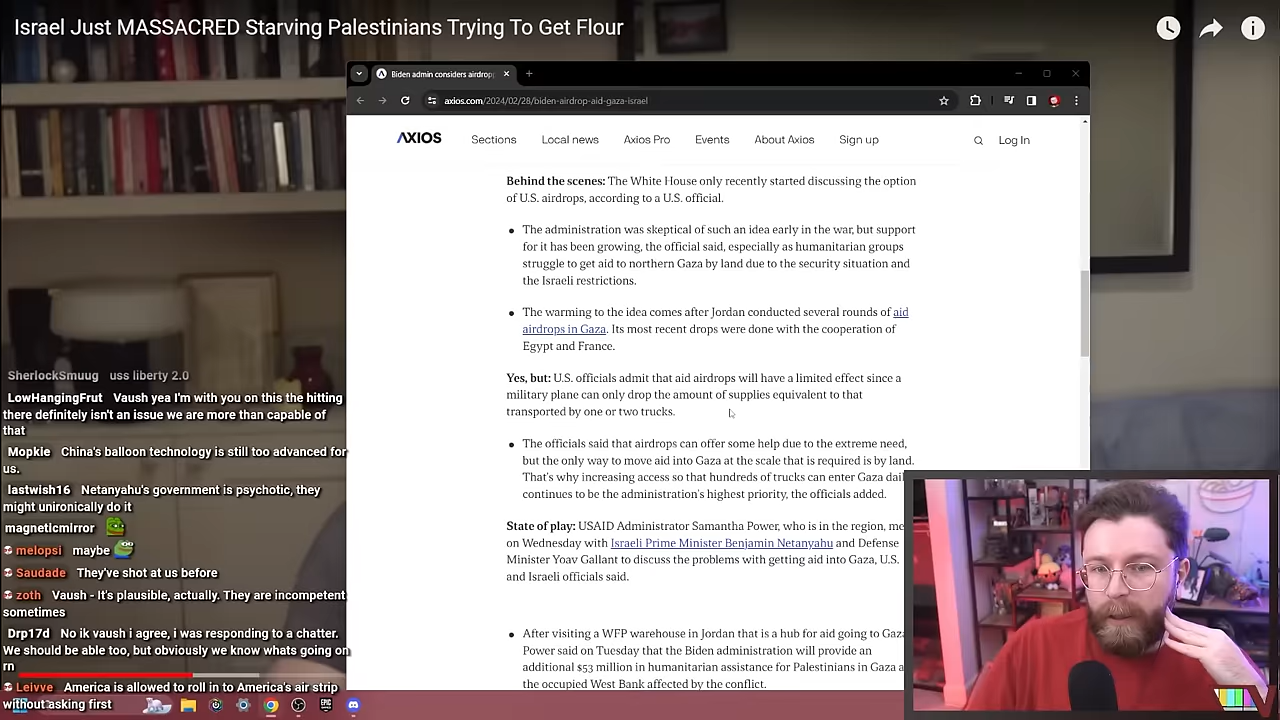 Israel Just MASSACRED Starving Palestinians Trying To Get Flour
Biden admin considers airdrop
axios.com/2024/02/28/biden-airdrop-aid-gaza-israel
AXIOS
Sections
Local news
Axios Pro
Events
About Axios
Sign up
Log In
Behind the scenes: The White House only recently started discussing the option
of U.S. airdrops, according to a U.S. official.
The administration was skeptical of such an idea early in the war, but support
for it has been growing, the official said, especially as humanitarian groups
struggle to get aid to northern Gaza by land due to the security situation and
the Israeli restrictions.
The warming to the idea comes after Jordan conducted several rounds of aid
airdrops in Gaza. Its most recent drops were done with the cooperation of
Egypt and France.
Yes, but: U.S. officials admit that aid airdrops will have a limited effect since a
military plane can only drop the amount of supplies equivalent to that
transported by one or two trucks.
The officials said that airdrops can offer some help due to the extreme need,
but the only way to move aid into Gaza at the scale that is required is by land.
That's why increasing access so that hundreds of trucks can enter Gaza dail
continues to be the administration's highest priority, the officials added.
State of play: USAID Administrator Samantha Power, who is in the region, me
on Wednesday with Israeli Prime Minister Benjamin Netanyahu and Defense
Minister Yoav Gallant to discuss the problems with getting aid into Gaza, U.S.
and Israeli officials said.
After visiting a WFP warehouse in Jordan that is a hub for aid going to Gaza
Power said on Tuesday that the Biden administration will provide an
additional $53 million in humanitarian assistance for Palestinians in Gaza a
the occupied West Bank affected by the conflict.
SherlockSmuug uss liberty 2.0
LowHangingFrut Vaush yea I'm with you on this the hitting
there definitely isn't an issue we are more than capable of
that
Mopkie China's balloon technology is still too advanced for
us.
lastwish16 Netanyahu's government is psychotic, they
might unironically do it
magneticmirror
melopsi maybe
Saudade They've shot at us before
zoth Vaush - It's plausible, actually. They are incompetent
sometimes
Drp17d No ik vaush i agree, i was responding to a chatter.
We should be able too, but obviously we know whats going on
rn
Leivve America is allowed to roll in to America's air strip
without asking first